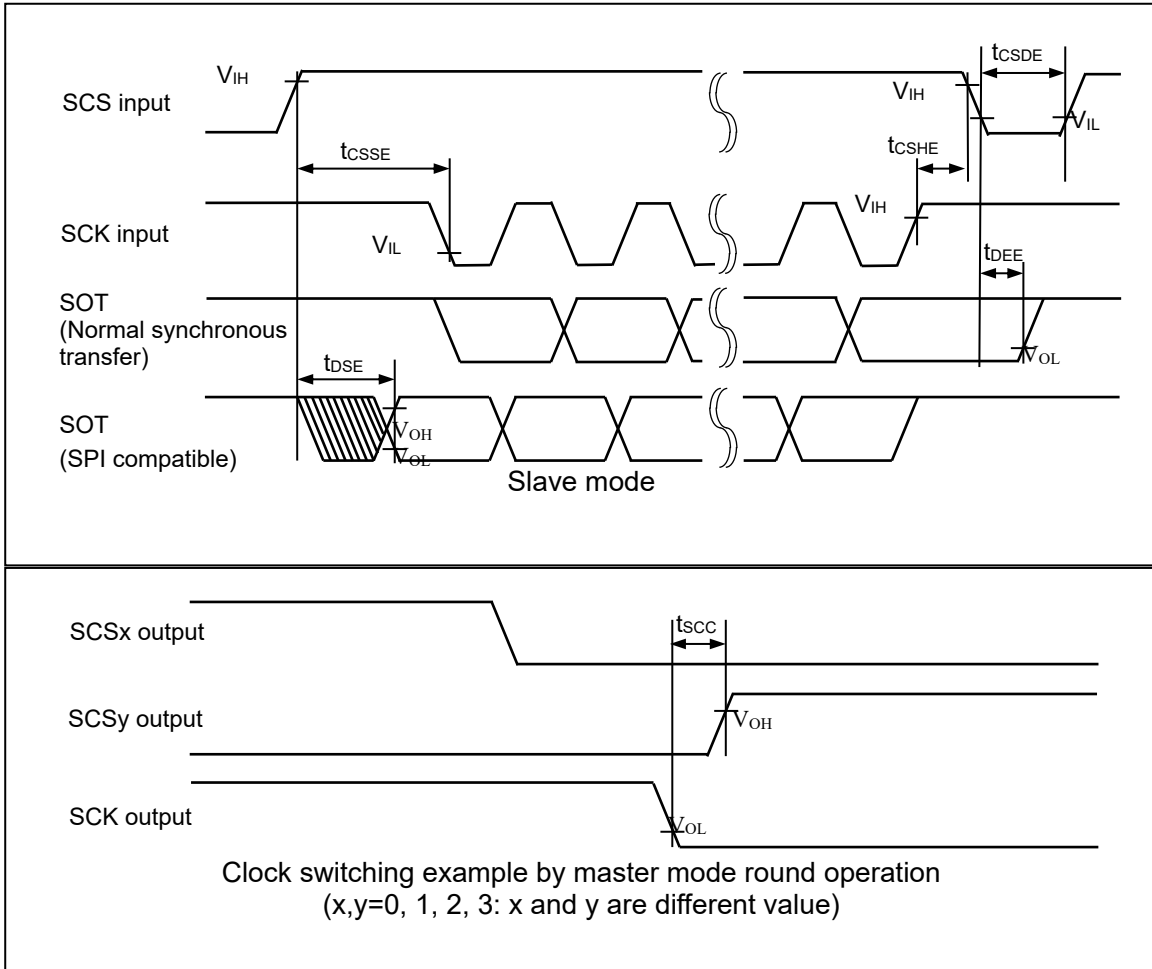 tCSDE
VIH
SCS input
VIH
VIL
tCSSE
tCSHE
SCK input
VIH
VIL
tDEE
SOT
(Normal synchronous
transfer)
VOL
tDSE
SOT
(SPI compatible)
VOH
VOL
Slave mode
SCSx output
tSCC
SCSy output
VOH
SCK output
VOL
Clock switching example by master mode round operation
(x,y=0, 1, 2, 3: x and y are different value)